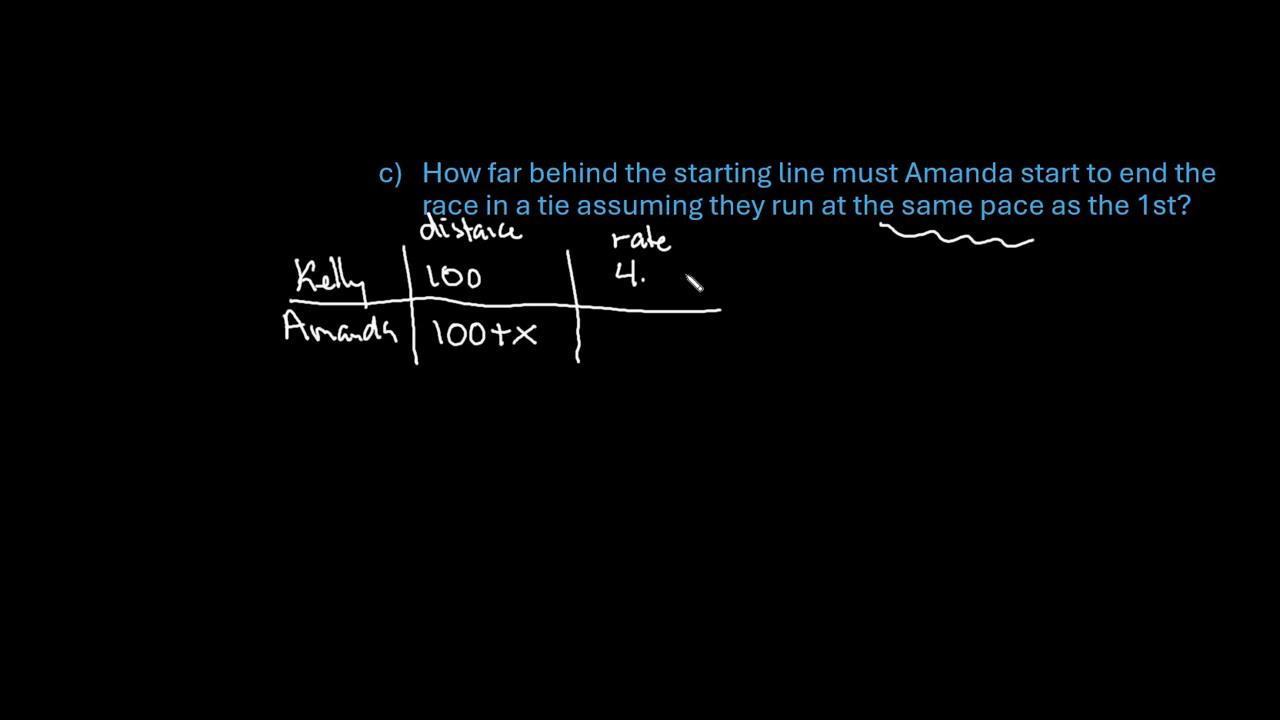 c) How far behind the starting line must Amanda start to end the
race in a tie assuming they run at the same pace as the 1st?
distance rate
Kelly 100 4.
Amanda 100+x